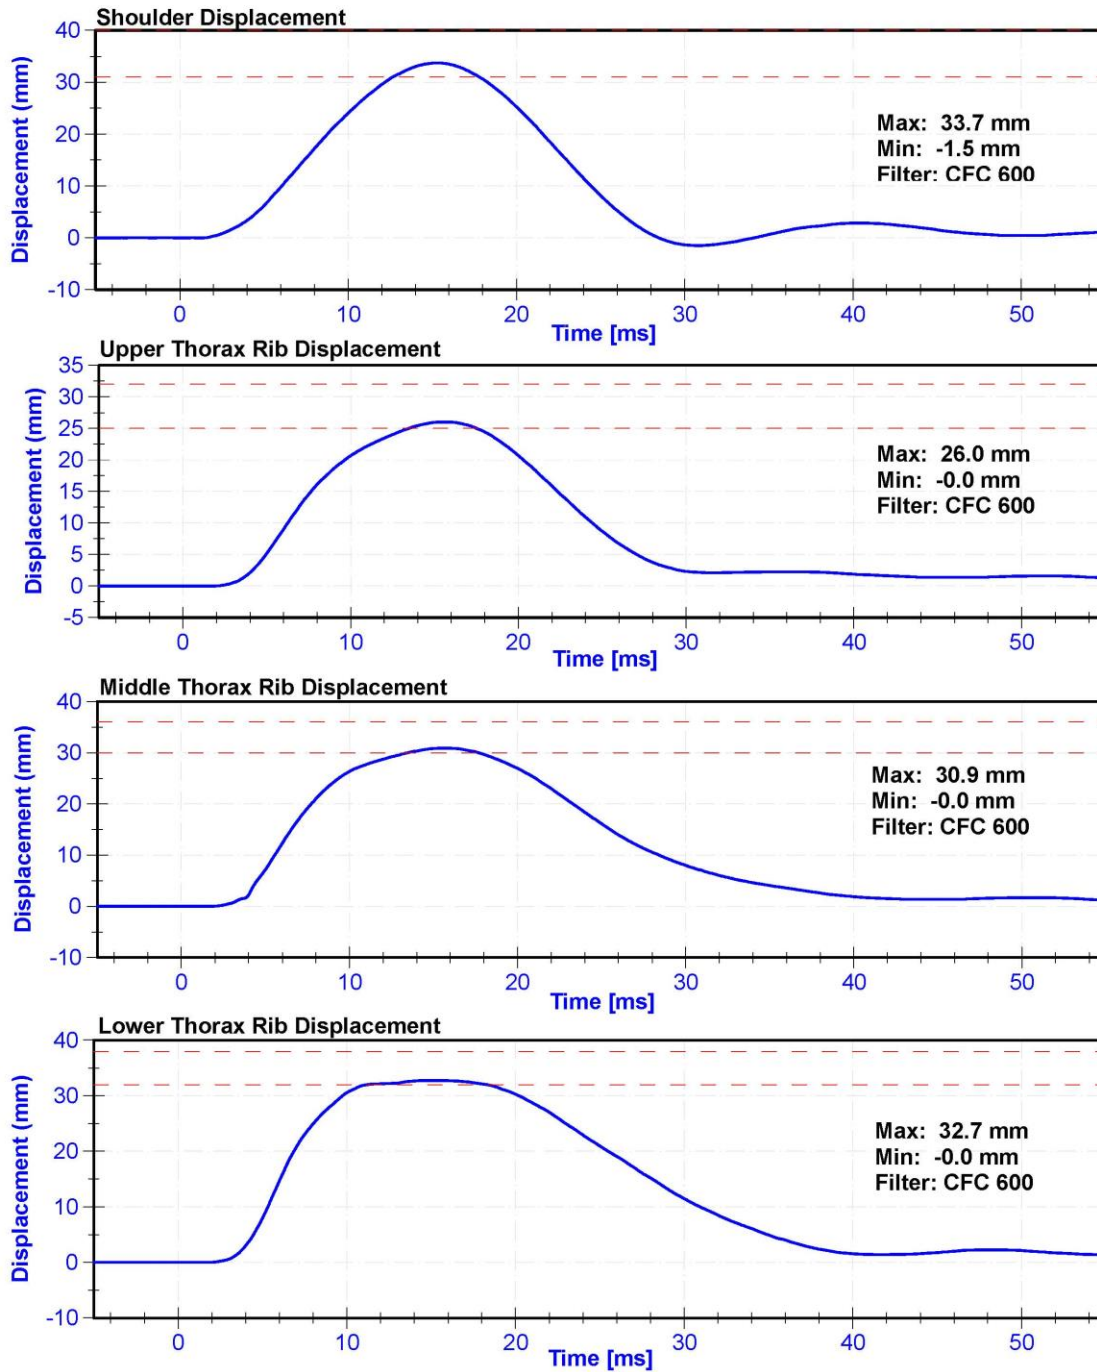 Shoulder Displacement
40
30
20
10
0
-10
Displacement (mm)
Max: 33.7 mm
Min: -1.5 mm
Filter: CFC 600
0 10 20 30 40 50
Time [ms]
Upper Thorax Rib Displacement
35
30
25
20
15
10
5
0
-5
Displacement (mm)
Max: 26.0 mm
Min: -0.0 mm
Filter: CFC 600
0 10 20 30 40 50
Time [ms]
Middle Thorax Rib Displacement
40
30
20
10
0
-10
Displacement (mm)
Max: 30.9 mm
Min: -0.0 mm
Filter: CFC 600
0 10 20 30 40 50
Time [ms]
Lower Thorax Rib Displacement
40
30
20
10
0
-10
Displacement (mm)
Max: 32.7 mm
Min: -0.0 mm
Filter: CFC 600
0 10 20 30 40 50
Time [ms]